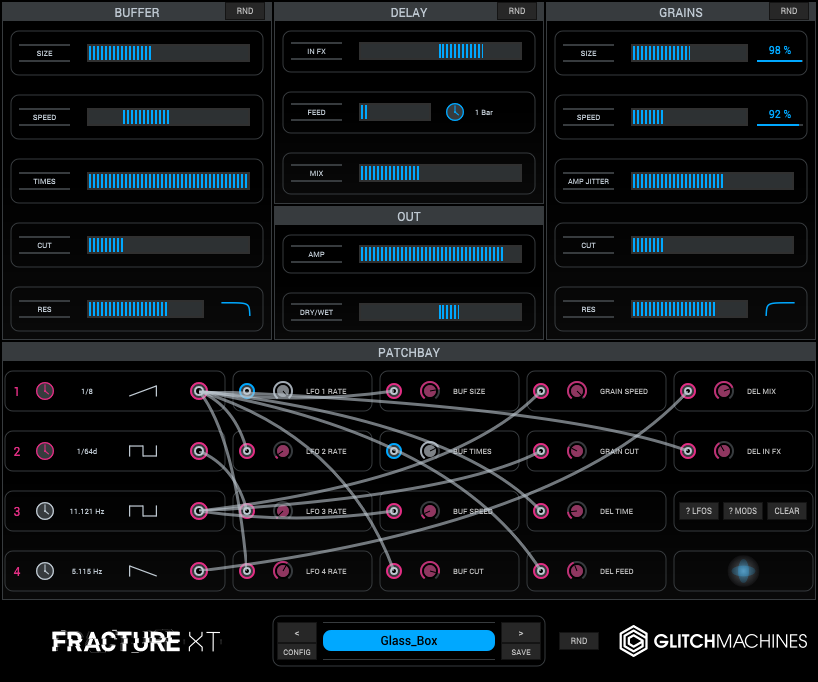 BUFFER RND
SIZE
SPEED
TIMES
CUT
RES
DELAY RND
IN FX
FEED 1 Bar
MIX
OUT
AMP
DRY/WET
GRAINS RND
SIZE 98 %
SPEED 92 %
AMP JITTER
CUT
RES
PATCHBAY
1 1/8 LFO 1 RATE BUF SIZE GRAIN SPEED DEL MIX
2 1/64d LFO 2 RATE BUF TIMES GRAIN CUT DEL IN FX
3 11.121 Hz LFO 3 RATE BUF SPEED DEL TIME ? LFOS ? MODS CLEAR
4 5.115 Hz LFO 4 RATE BUF CUT DEL FEED
FRACTURE XT
< Glass_Box >
CONFIG SAVE
RND
GLITCHMACHINES